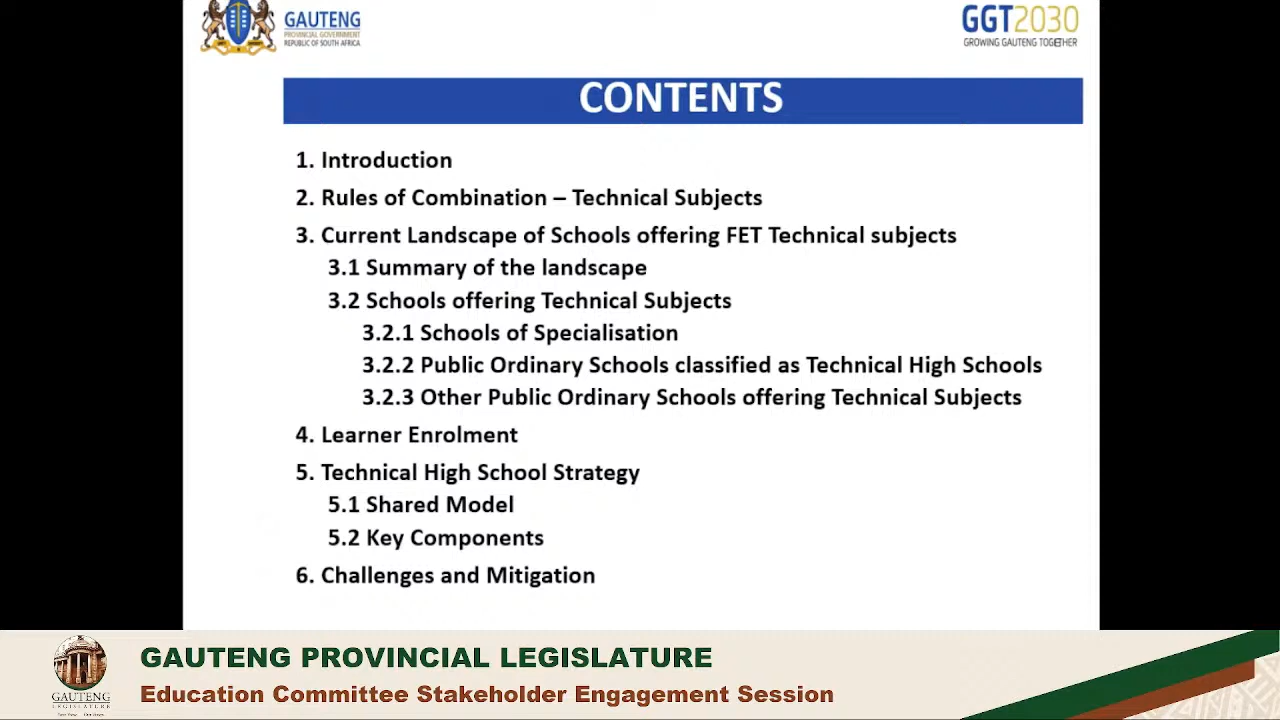 GAUTENG
PROVINCIAL GOVERNMENT
REPUBLIC OF SOUTH AFRICA
GGT2030
GROWING GAUTENG TOGETHER
CONTENTS
1. Introduction
2. Rules of Combination – Technical Subjects
3. Current Landscape of Schools offering FET Technical subjects
3.1 Summary of the landscape
3.2 Schools offering Technical Subjects
3.2.1 Schools of Specialisation
3.2.2 Public Ordinary Schools classified as Technical High Schools
3.2.3 Other Public Ordinary Schools offering Technical Subjects
4. Learner Enrolment
5. Technical High School Strategy
5.1 Shared Model
5.2 Key Components
6. Challenges and Mitigation
GAUTENG PROVINCIAL LEGISLATURE
Education Committee Stakeholder Engagement Session
GAUTENG
LEGISLATURE